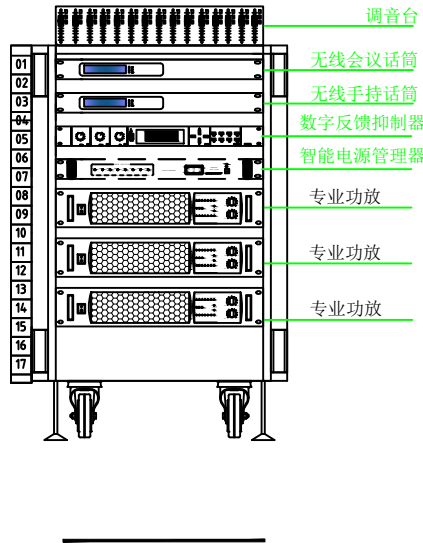 调音台
无线会议话筒
无线手持话筒
数字反馈抑制器
智能电源管理器
专业功放
专业功放
专业功放
01
02
03
04
05
06
07
08
09
10
11
12
13
14
15
16
17